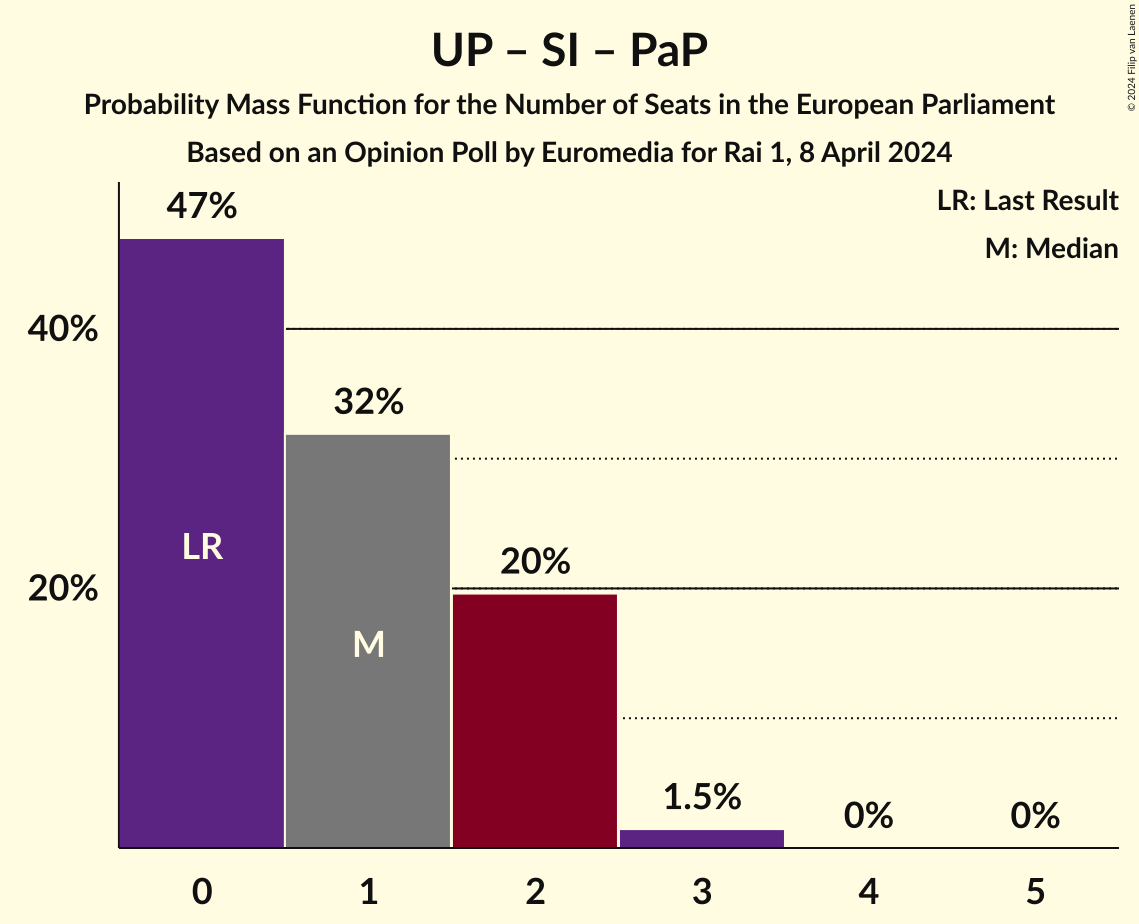 UP – SI – PaP
Probability Mass Function for the Number of Seats in the European Parliament
Based on an Opinion Poll by Euromedia for Rai 1, 8 April 2024
© 2024 Filip van Laenen
LR: Last Result
M: Median
47%
40%
32%
20%
20%
LR
M
1.5%
0%
0%
0 1 2 3 4 5